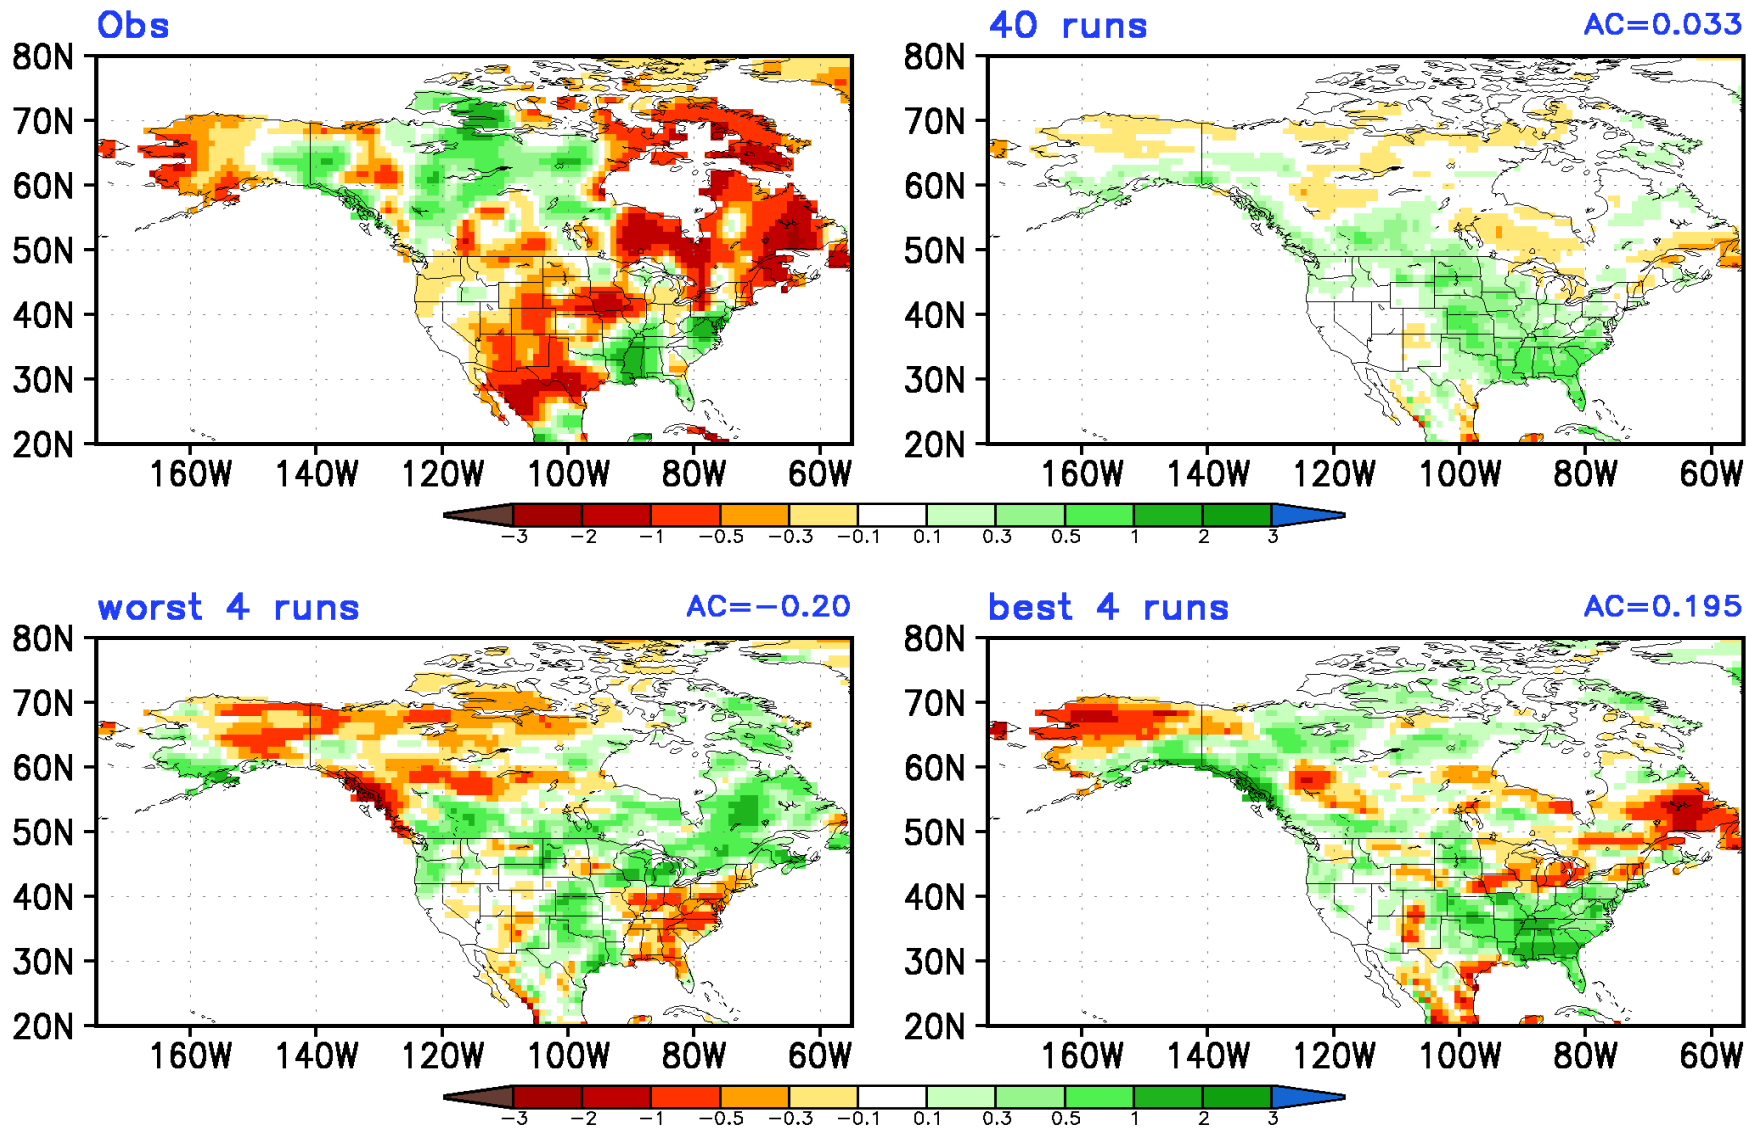 Obs
40 runs AC=0.033
80N 80N
70N 70N
60N 60N
50N 50N
40N 40N
30N 30N
20N 20N
160W 140W 120W 100W 80W 60W 160W 140W 120W 100W 80W 60W
-3 -2 -1 -0.5 -0.3 -0.1 0.1 0.3 0.5 1 2 3
worst 4 runs AC=-0.20
best 4 runs AC=0.195
80N 80N
70N 70N
60N 60N
50N 50N
40N 40N
30N 30N
20N 20N
160W 140W 120W 100W 80W 60W 160W 140W 120W 100W 80W 60W
-3 -2 -1 -0.5 -0.3 -0.1 0.1 0.3 0.5 1 2 3